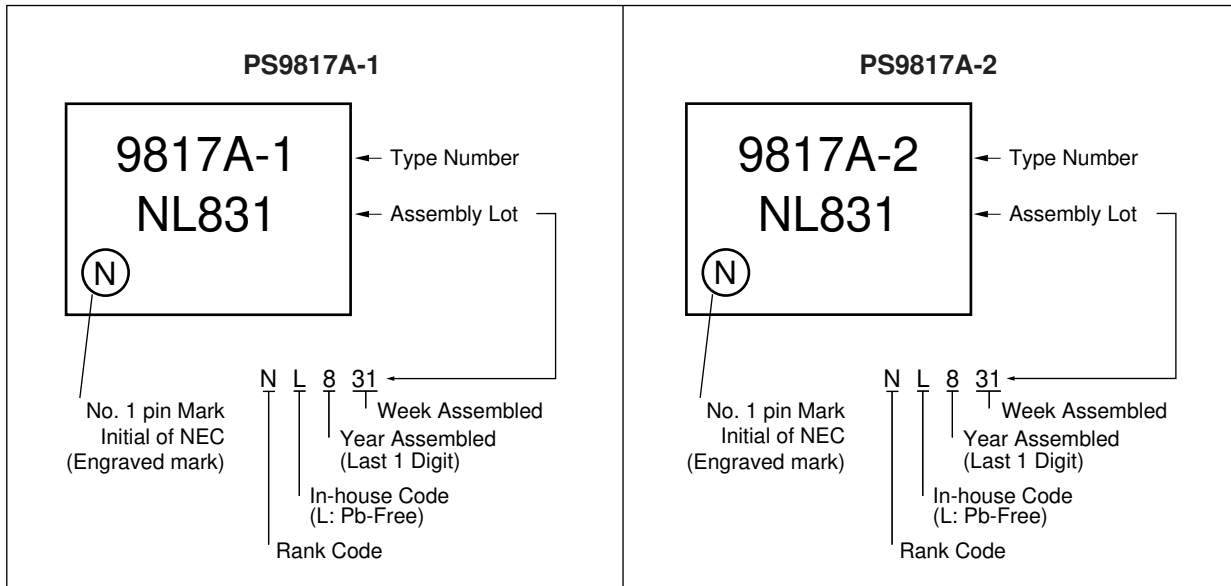 PS9817A-1
9817A-1
NL831
N
Type Number
Assembly Lot
N L 8 31
No. 1 pin Mark
Initial of NEC
(Engraved mark)
Week Assembled
Year Assembled
(Last 1 Digit)
In-house Code
(L: Pb-Free)
Rank Code
PS9817A-2
9817A-2
NL831
N
Type Number
Assembly Lot
N L 8 31
No. 1 pin Mark
Initial of NEC
(Engraved mark)
Week Assembled
Year Assembled
(Last 1 Digit)
In-house Code
(L: Pb-Free)
Rank Code